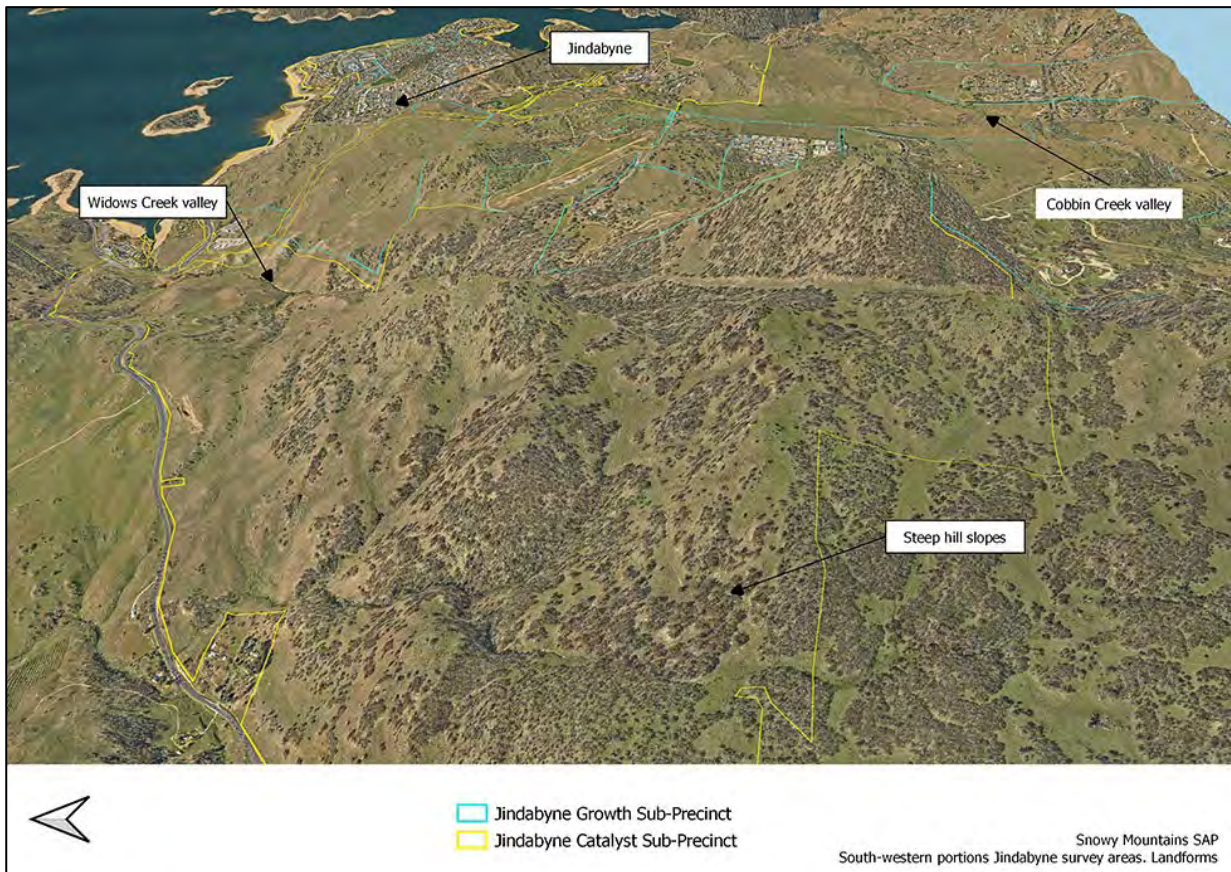 Jindabyne
Widows Creek valley
Cobbin Creek valley
Steep hill slopes
Jindabyne Growth Sub-Precinct
Jindabyne Catalyst Sub-Precinct
Snowy Mountains SAP
South-western portions Jindabyne survey areas. Landforms